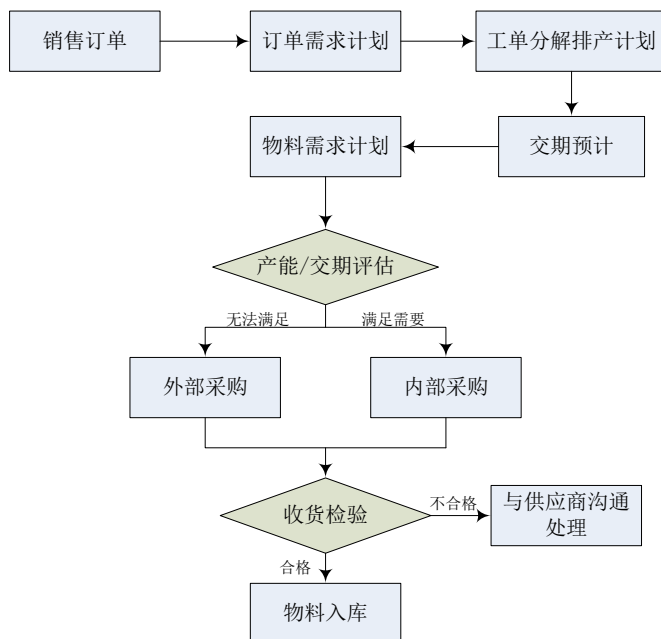 销售订单
订单需求计划
工单分解排产计划
物料需求计划
交期预计
产能/交期评估
无法满足
满足需要
外部采购
内部采购
收货检验
不合格
与供应商沟通
处理
合格
物料入库